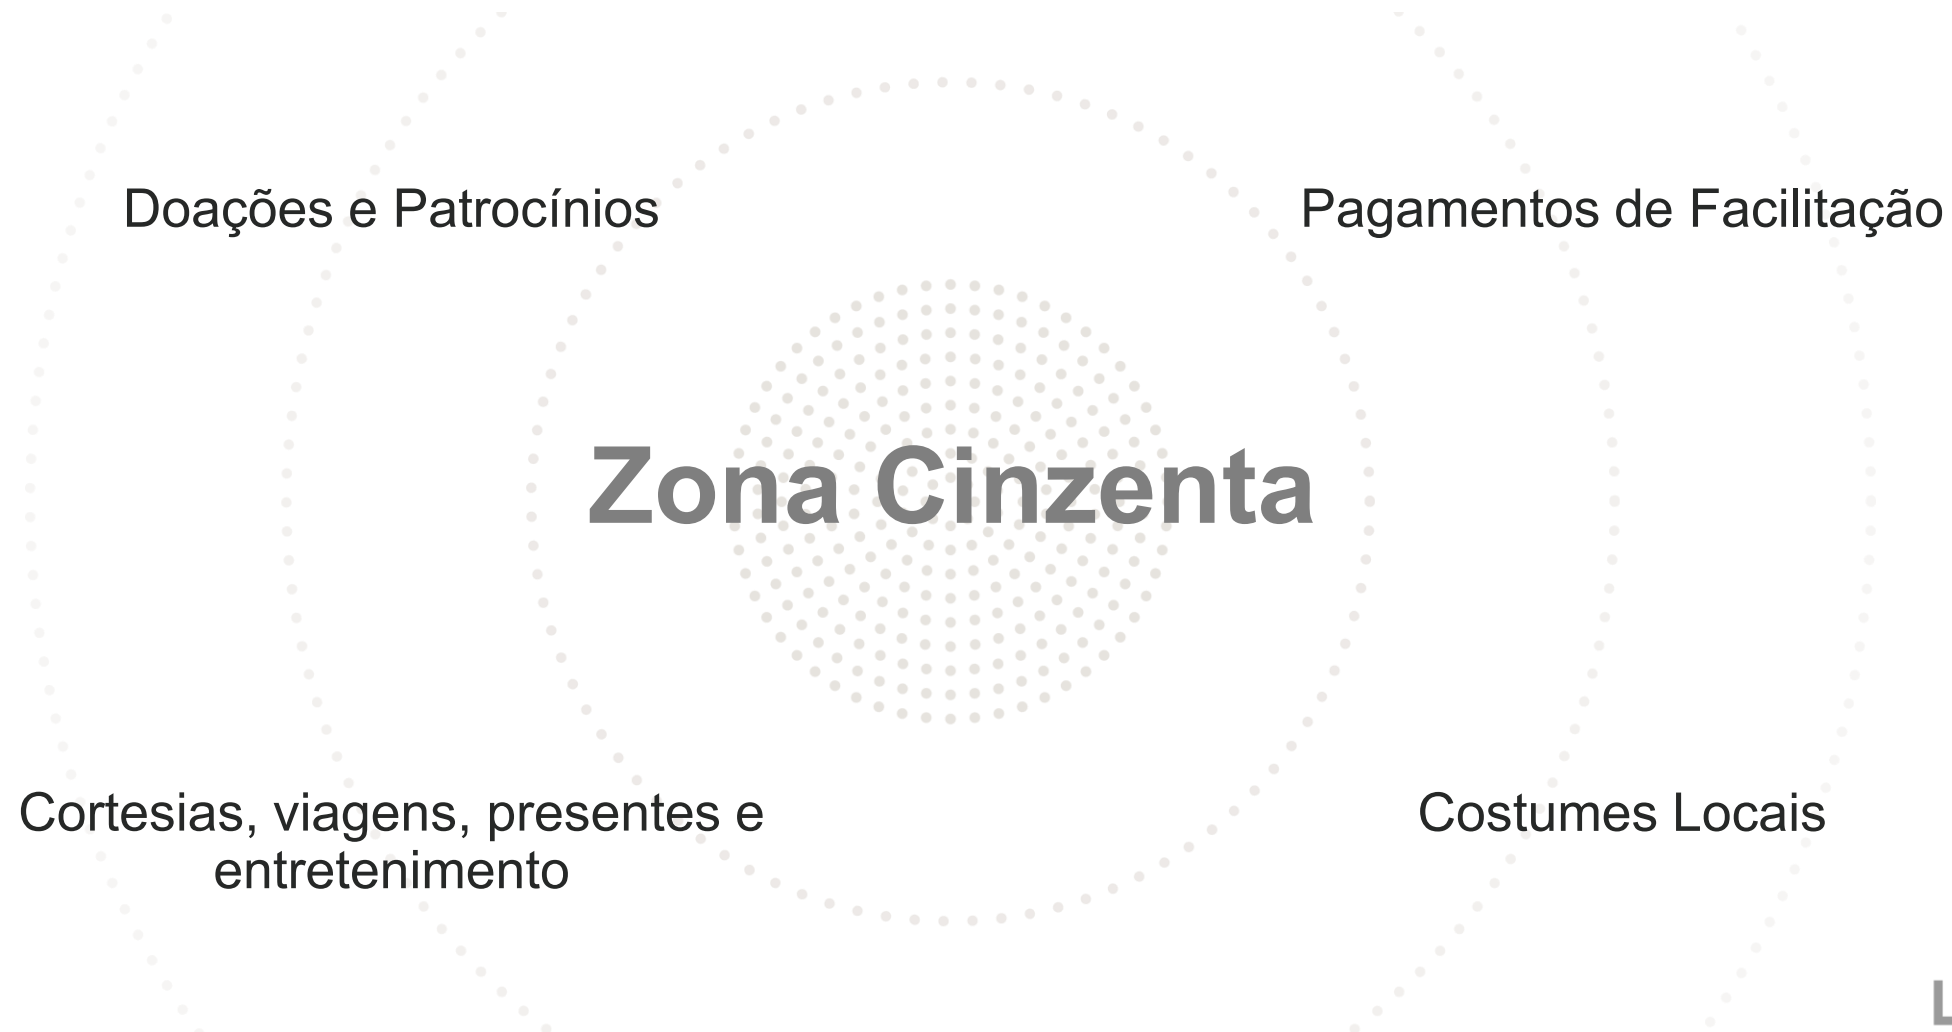 Doações e Patrocínios
Pagamentos de Facilitação
Zona Cinzenta
Cortesias, viagens, presentes e
entretenimento
Costumes Locais
L